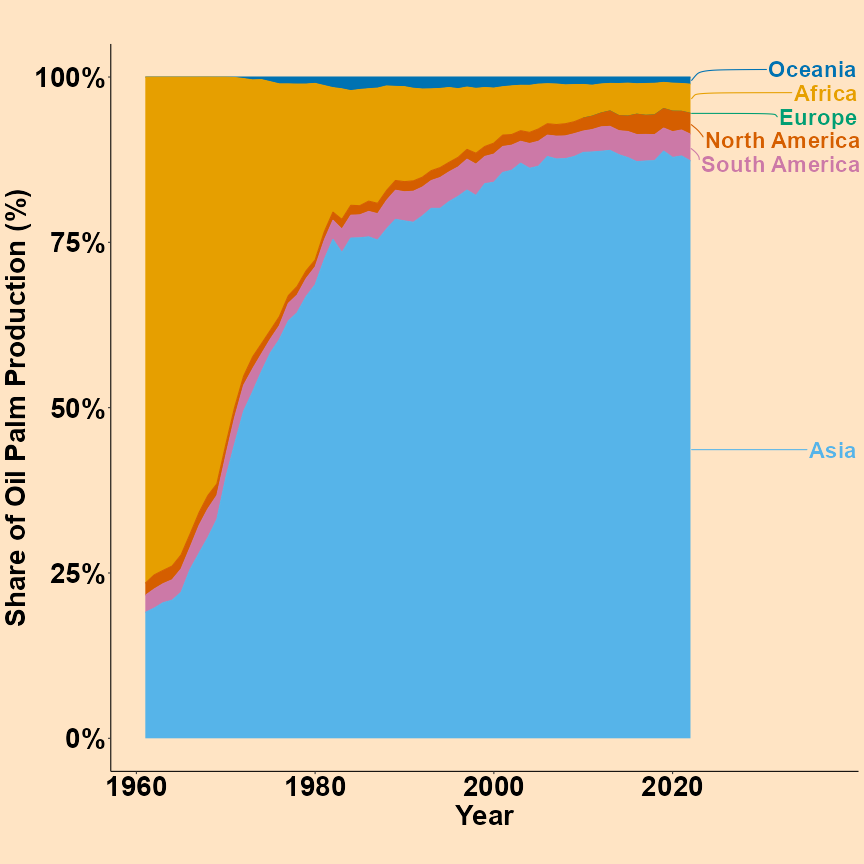 Share of Oil Palm Production (%)
100%
75%
50%
25%
0%
Oceania
Africa
Europe
North America
South America
Asia
1960 1980 2000 2020
Year